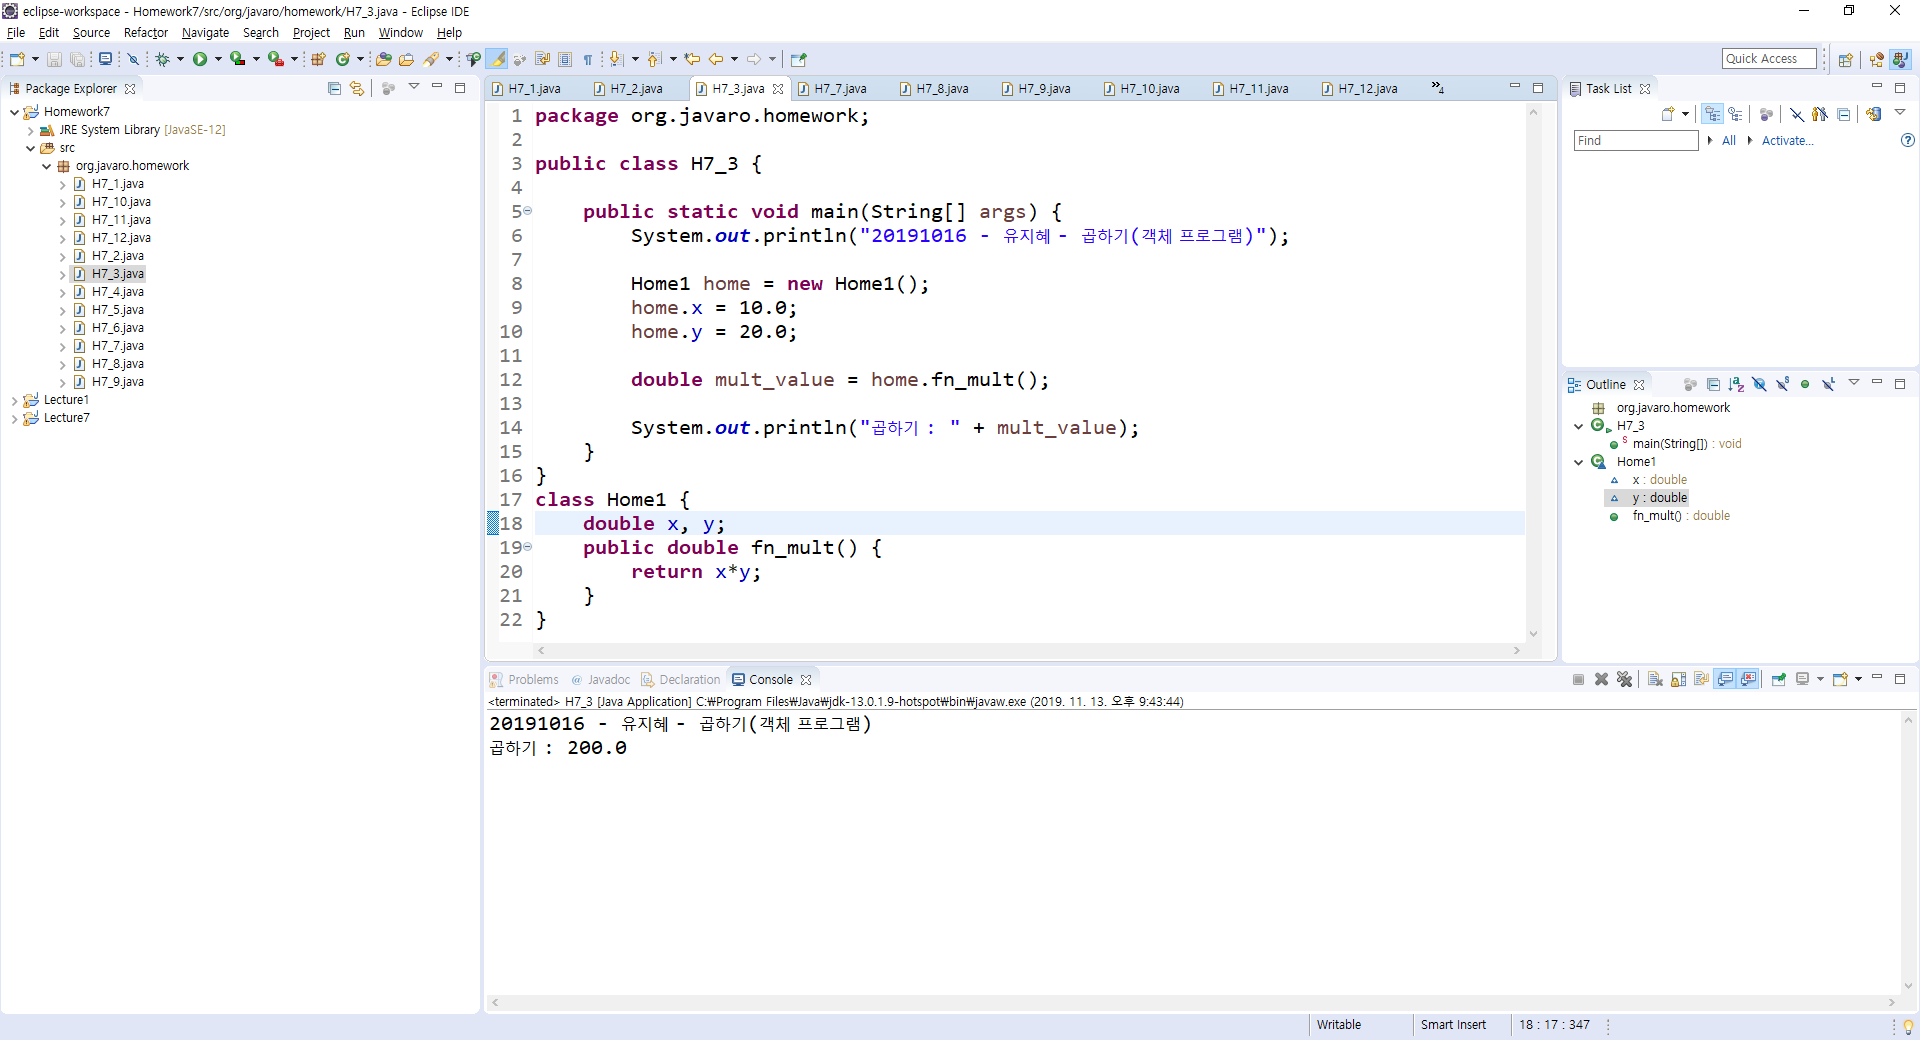 eclipse-workspace - Homework7/src/org/javaro/homework/H7_3.java - Eclipse IDE
File Edit Source Refactor Navigate Search Project Run Window Help
Quick Access
Package Explorer
Homework7
JRE System Library [JavaSE-12]
src
org.javaro.homework
H7_1.java
H7_10.java
H7_11.java
H7_12.java
H7_2.java
H7_3.java
H7_4.java
H7_5.java
H7_6.java
H7_7.java
H7_8.java
H7_9.java
Lecture1
Lecture7
H7_1.java H7_2.java H7_3.java H7_7.java H7_8.java H7_9.java H7_10.java H7_11.java H7_12.java »4
1 package org.javaro.homework;
2
3 public class H7_3 {
4
5 public static void main(String[] args) {
6 System.out.println("20191016 - 유지혜 - 곱하기(객체 프로그램)");
7
8 Home1 home = new Home1();
9 home.x = 10.0;
10 home.y = 20.0;
11
12 double mult_value = home.fn_mult();
13
14 System.out.println("곱하기 : " + mult_value);
15 }
16 }
17 class Home1 {
18 double x, y;
19 public double fn_mult() {
20 return x*y;
21 }
22 }
Task List
Find All Activate...
Outline
org.javaro.homework
H7_3
main(String[]) : void
Home1
x : double
y : double
fn_mult() : double
Problems @ Javadoc Declaration Console
<terminated> H7_3 [Java Application] C:₩Program Files₩Java₩jdk-13.0.1.9-hotspot₩bin₩javaw.exe (2019. 11. 13. 오후 9:43:44)
20191016 - 유지혜 - 곱하기(객체 프로그램)
곱하기 : 200.0
Writable Smart Insert 18 : 17 : 347